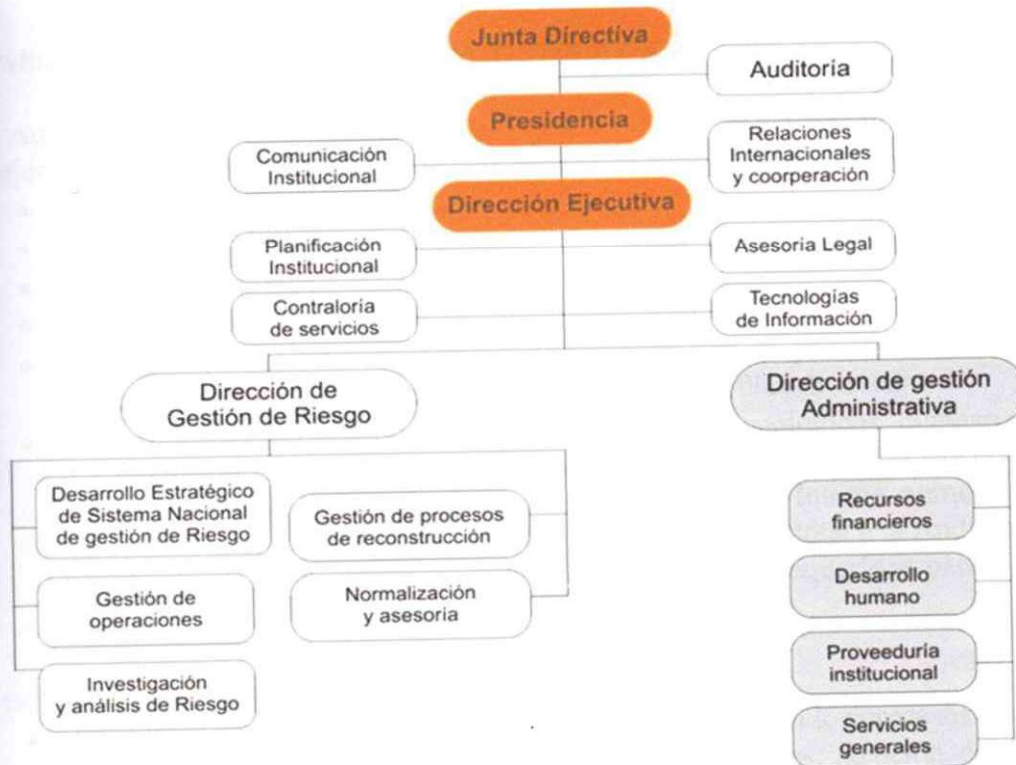 Junta Directiva
Auditoría
Presidencia
Comunicación
Institucional
Relaciones
Internacionales
y coorperación
Dirección Ejecutiva
Planificación
Institucional
Asesoria Legal
Contraloria
de servicios
Tecnologías
de Información
Dirección de
Gestión de Riesgo
Dirección de gestión
Administrativa
Desarrollo Estratégico
de Sistema Nacional
de gestión de Riesgo
Gestión de procesos
de reconstrucción
Gestión de
operaciones
Normalización
y asesoria
Investigación
y análisis de Riesgo
Recursos
financieros
Desarrollo
humano
Proveeduría
institucional
Servicios
generales